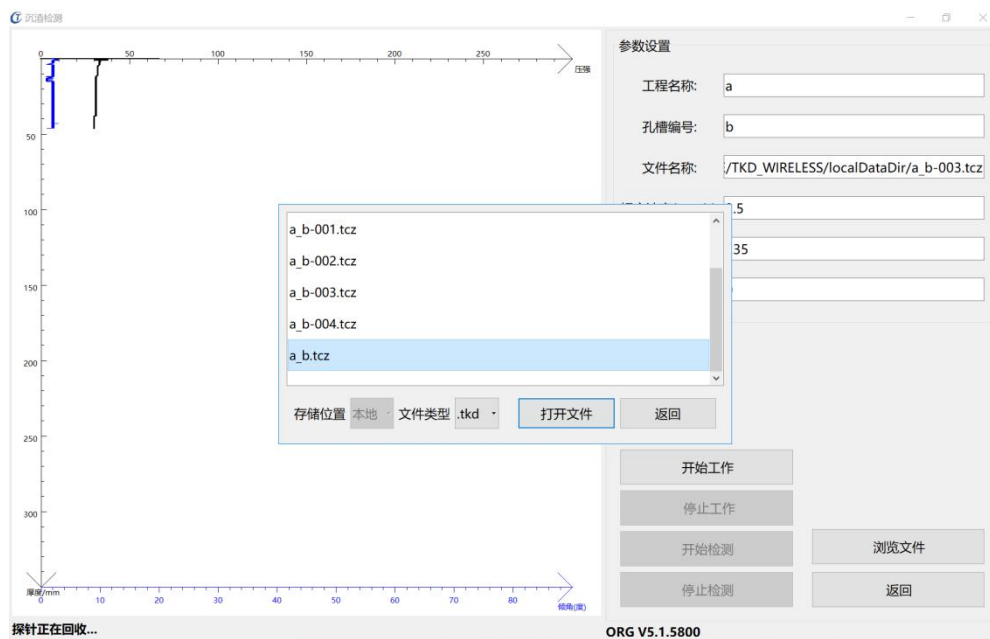 沉渣检测
0 50 100 150 200 250
压强
50
100
150
200
250
300
厚度/mm
0 10 20 30 40 50 60 70 80
倾角(度)
探针正在回收...
参数设置
工程名称: a
孔槽编号: b
文件名称: :/TKD_WIRELESS/localDataDir/a_b-003.tcz
.5
35
a_b-001.tcz
a_b-002.tcz
a_b-003.tcz
a_b-004.tcz
a_b.tcz
存储位置 本地 文件类型 .tkd 打开文件 返回
开始工作
停止工作
开始检测 浏览文件
停止检测 返回
ORG V5.1.5800